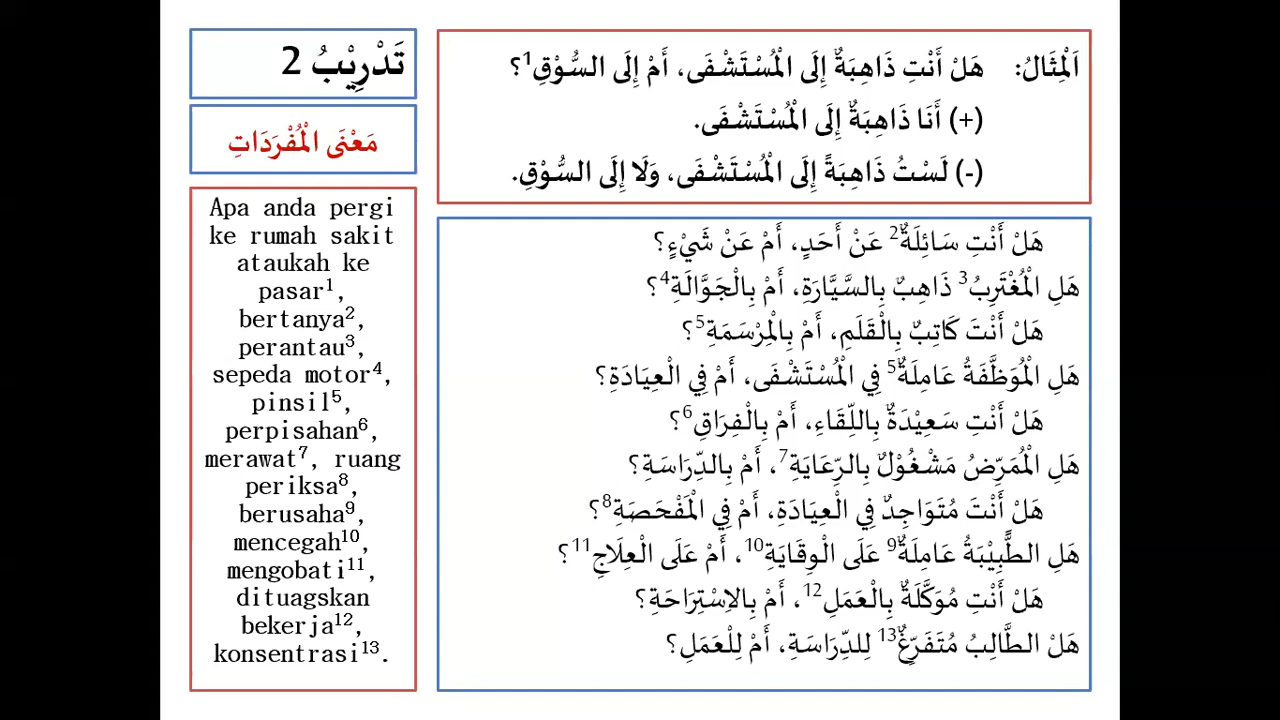 تَدْرِيْبُ 2
مَعْنَى الْمُفْرَدَاتِ
Apa anda pergi
ke rumah sakit
ataukah ke
pasar¹,
bertanya²,
perantau³,
sepeda motor⁴,
pinsil⁵,
perpisahan⁶,
merawat⁷, ruang
periksa⁸,
berusaha⁹,
mencegah¹⁰,
mengobati¹¹,
dituagskan
bekerja¹²,
konsentrasi¹³.
اَلْمِثَالُ: هَلْ أَنْتِ ذَاهِبَةٌ إِلَى الْمُسْتَشْفَى، أَمْ إِلَى السُّوْقِ¹؟
(+) أَنَا ذَاهِبَةٌ إِلَى الْمُسْتَشْفَى.
(-) لَسْتُ ذَاهِبَةً إِلَى الْمُسْتَشْفَى، وَلَا إِلَى السُّوْقِ.
هَلْ أَنْتِ سَائِلَةٌ² عَنْ أَحَدٍ، أَمْ عَنْ شَيْءٍ؟
هَلِ الْمُغْتَرِبُ³ ذَاهِبٌ بِالسَّيَّارَةِ، أَمْ بِالْجَوَّالَةِ⁴؟
هَلْ أَنْتَ كَاتِبٌ بِالْقَلَمِ، أَمْ بِالْمِرْسَمَةِ⁵؟
هَلِ الْمُوَظَّفَةُ عَامِلَةٌ⁵ فِي الْمُسْتَشْفَى، أَمْ فِي الْعِيَادَةِ؟
هَلْ أَنْتِ سَعِيْدَةٌ بِاللِّقَاءِ، أَمْ بِالْفِرَاقِ⁶؟
هَلِ الْمُمَرِّضُ مَشْغُوْلٌ بِالرِّعَايَةِ⁷، أَمْ بِالدِّرَاسَةِ؟
هَلْ أَنْتَ مُتَوَاجِدٌ فِي الْعِيَادَةِ، أَمْ فِي الْمَفْحَصَةِ⁸؟
هَلِ الطَّبِيْبَةُ عَامِلَةٌ⁹ عَلَى الْوِقَايَةِ¹⁰، أَمْ عَلَى الْعِلَاجِ¹¹؟
هَلْ أَنْتِ مُوَكَّلَةٌ بِالْعَمَلِ¹²، أَمْ بِالاِسْتِرَاحَةِ؟
هَلْ الطَّالِبُ مُتَفَرِّغٌ¹³ لِلدِّرَاسَةِ، أَمْ لِلْعَمَلِ؟